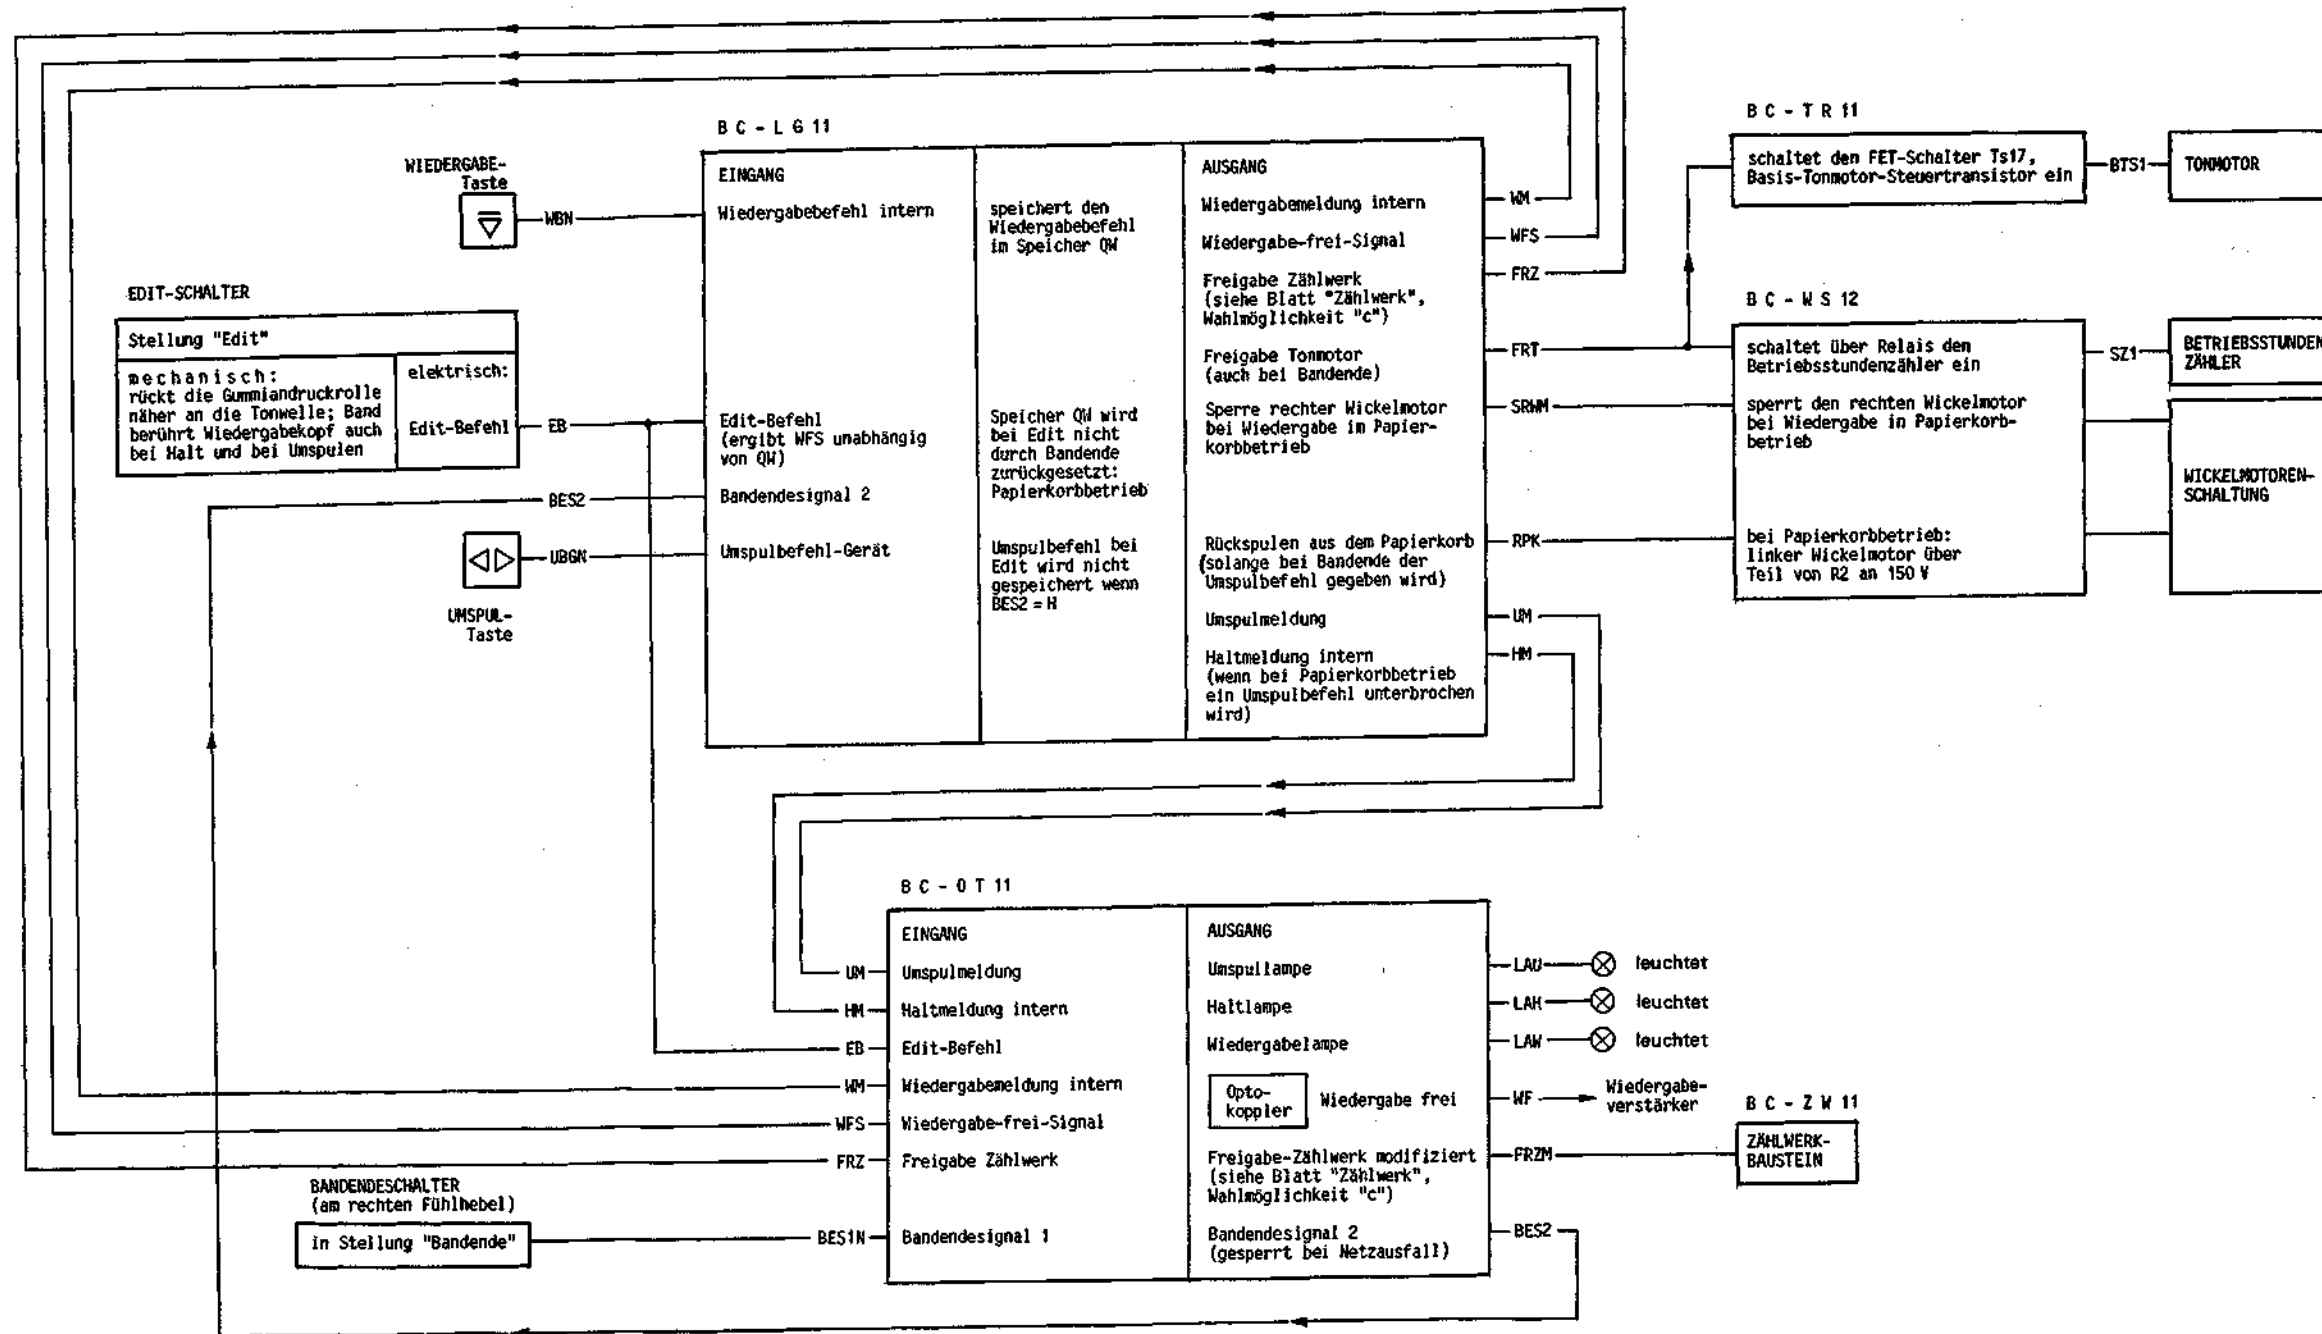 B C - L G 11
WIEDERGABE-
Taste
WBN
EDIT-SCHALTER
Stellung "Edit"
mechanisch:
rückt die Gummiandruckrolle
näher an die Tonwelle; Band
berührt Wiedergabekopf auch
bei Halt und bei Umspulen
elektrisch:
Edit-Befehl
EB
BES2
UBGN
UMSPUL-
Taste
EINGANG
Wiedergabebefehl intern
Edit-Befehl
(ergibt WFS unabhängig
von QW)
Bandendesignal 2
Umspulbefehl-Gerät
speichert den
Wiedergabebefehl
im Speicher QW
Speicher QW wird
bei Edit nicht
durch Bandende
zurückgesetzt:
Papierkorbbetrieb
Umspulbefehl bei
Edit wird nicht
gespeichert wenn
BES2 = H
AUSGANG
Wiedergabemeldung intern
Wiedergabe-frei-Signal
Freigabe Zählwerk
(siehe Blatt "Zählwerk",
Wahlmöglichkeit "c")
Freigabe Tonmotor
(auch bei Bandende)
Sperre rechter Wickelmotor
bei Wiedergabe im Papier-
korbbetrieb
Rückspulen aus dem Papierkorb
(solange bei Bandende der
Umspulbefehl gegeben wird)
Umspulmeldung
Haltmeldung intern
(wenn bei Papierkorbbetrieb
ein Umspulbefehl unterbrochen
wird)
WM
WFS
FRZ
FRT
SRWM
RPK
UM
HM
B C - T R 11
schaltet den FET-Schalter Ts17,
Basis-Tonmotor-Steuertransistor ein
BTS1
TONMOTOR
B C - W S 12
schaltet über Relais den
Betriebsstundenzähler ein
sperrt den rechten Wickelmotor
bei Wiedergabe in Papierkorb-
betrieb
bei Papierkorbbetrieb:
linker Wickelmotor über
Teil von R2 an 150 V
SZ1
BETRIEBSSTUNDEN
ZÄHLER
WICKELMOTOREN-
SCHALTUNG
B C - O T 11
EINGANG
UM
Umspulmeldung
HM
Haltmeldung intern
EB
Edit-Befehl
WM
Wiedergabemeldung intern
WFS
Wiedergabe-frei-Signal
FRZ
Freigabe Zählwerk
BANDENDESCHALTER
(am rechten Fühlhebel)
in Stellung "Bandende"
BES1N
Bandendesignal 1
AUSGANG
Umspullampe
LAU
leuchtet
Haltlampe
LAH
leuchtet
Wiedergabelampe
LAW
leuchtet
Opto-
koppler
Wiedergabe frei
WF
Wiedergabe-
verstärker
Freigabe-Zählwerk modifiziert
(siehe Blatt "Zählwerk",
Wahlmöglichkeit "c")
FRZM
B C - Z W 11
ZÄHLWERK-
BAUSTEIN
Bandendesignal 2
(gesperrt bei Netzausfall)
BES2